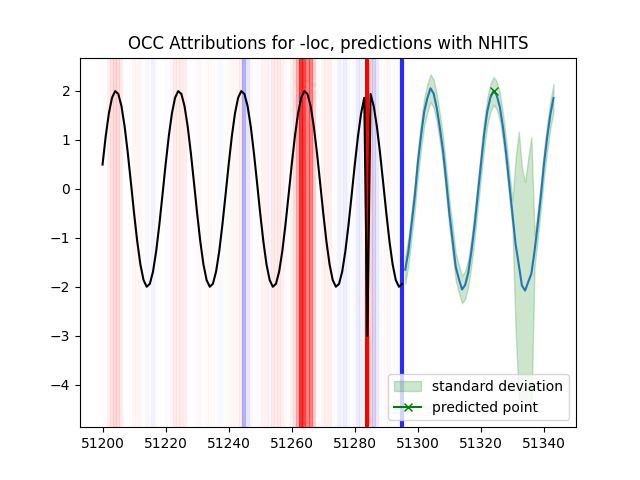 OCC Attributions for -loc, predictions with NHITS
2
1
0
−1
−2
−3
−4
standard deviation
predicted point
51200 51220 51240 51260 51280 51300 51320 51340